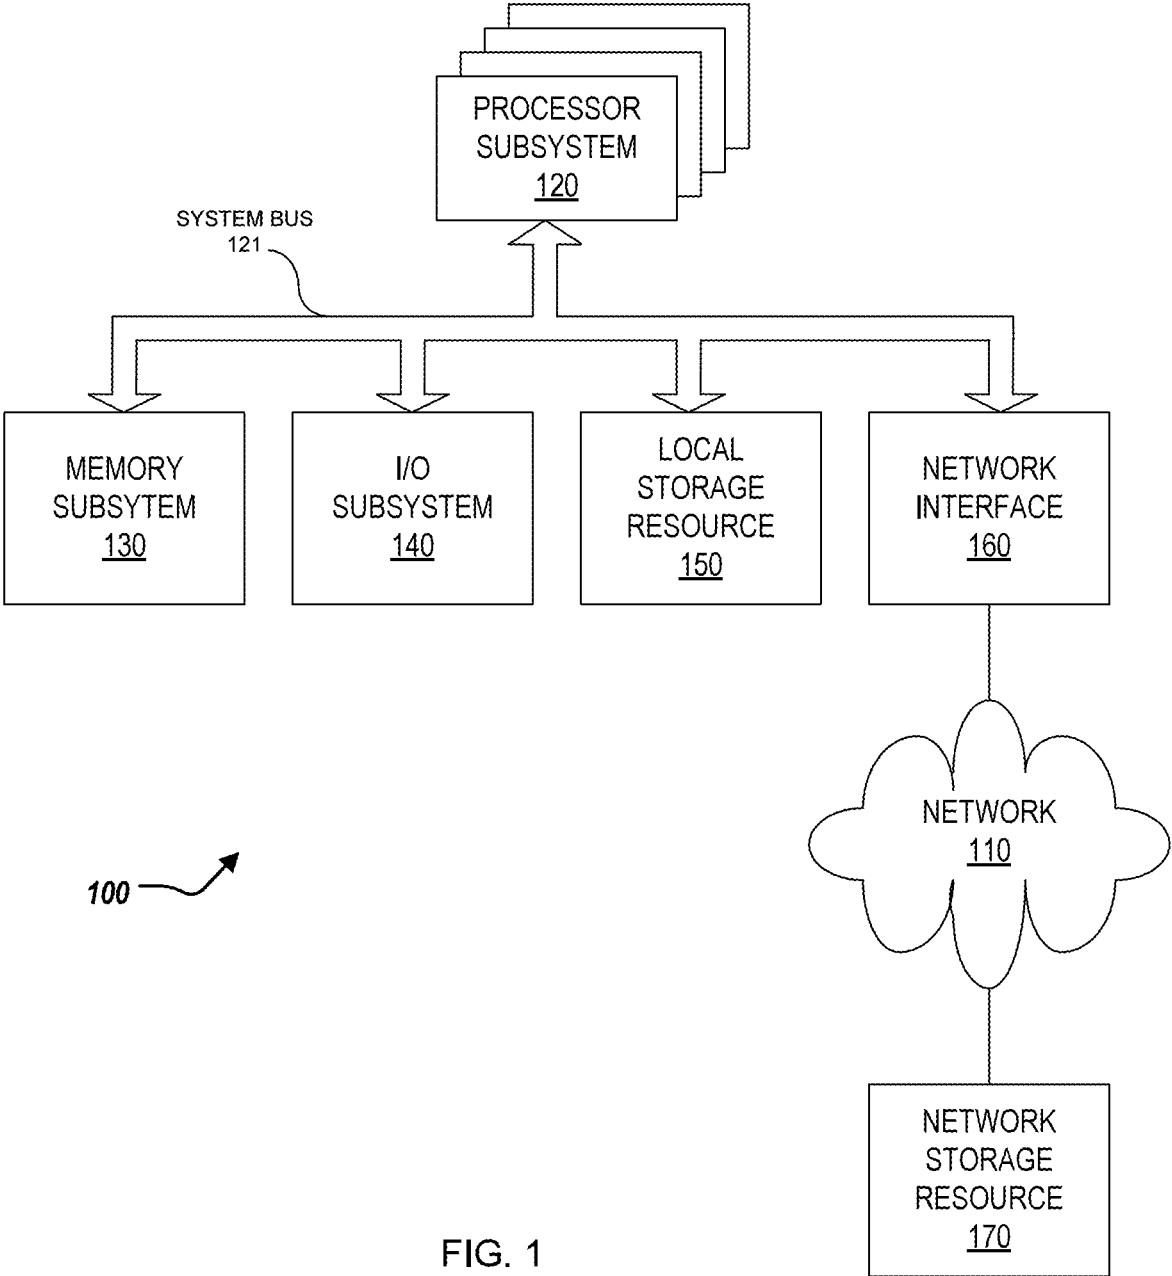 PROCESSOR
SUBSYSTEM
120
SYSTEM BUS
121
MEMORY
SUBSYTEM
130
I/O
SUBSYSTEM
140
LOCAL
STORAGE
RESOURCE
150
NETWORK
INTERFACE
160
NETWORK
110
100
NETWORK
STORAGE
RESOURCE
170
FIG. 1